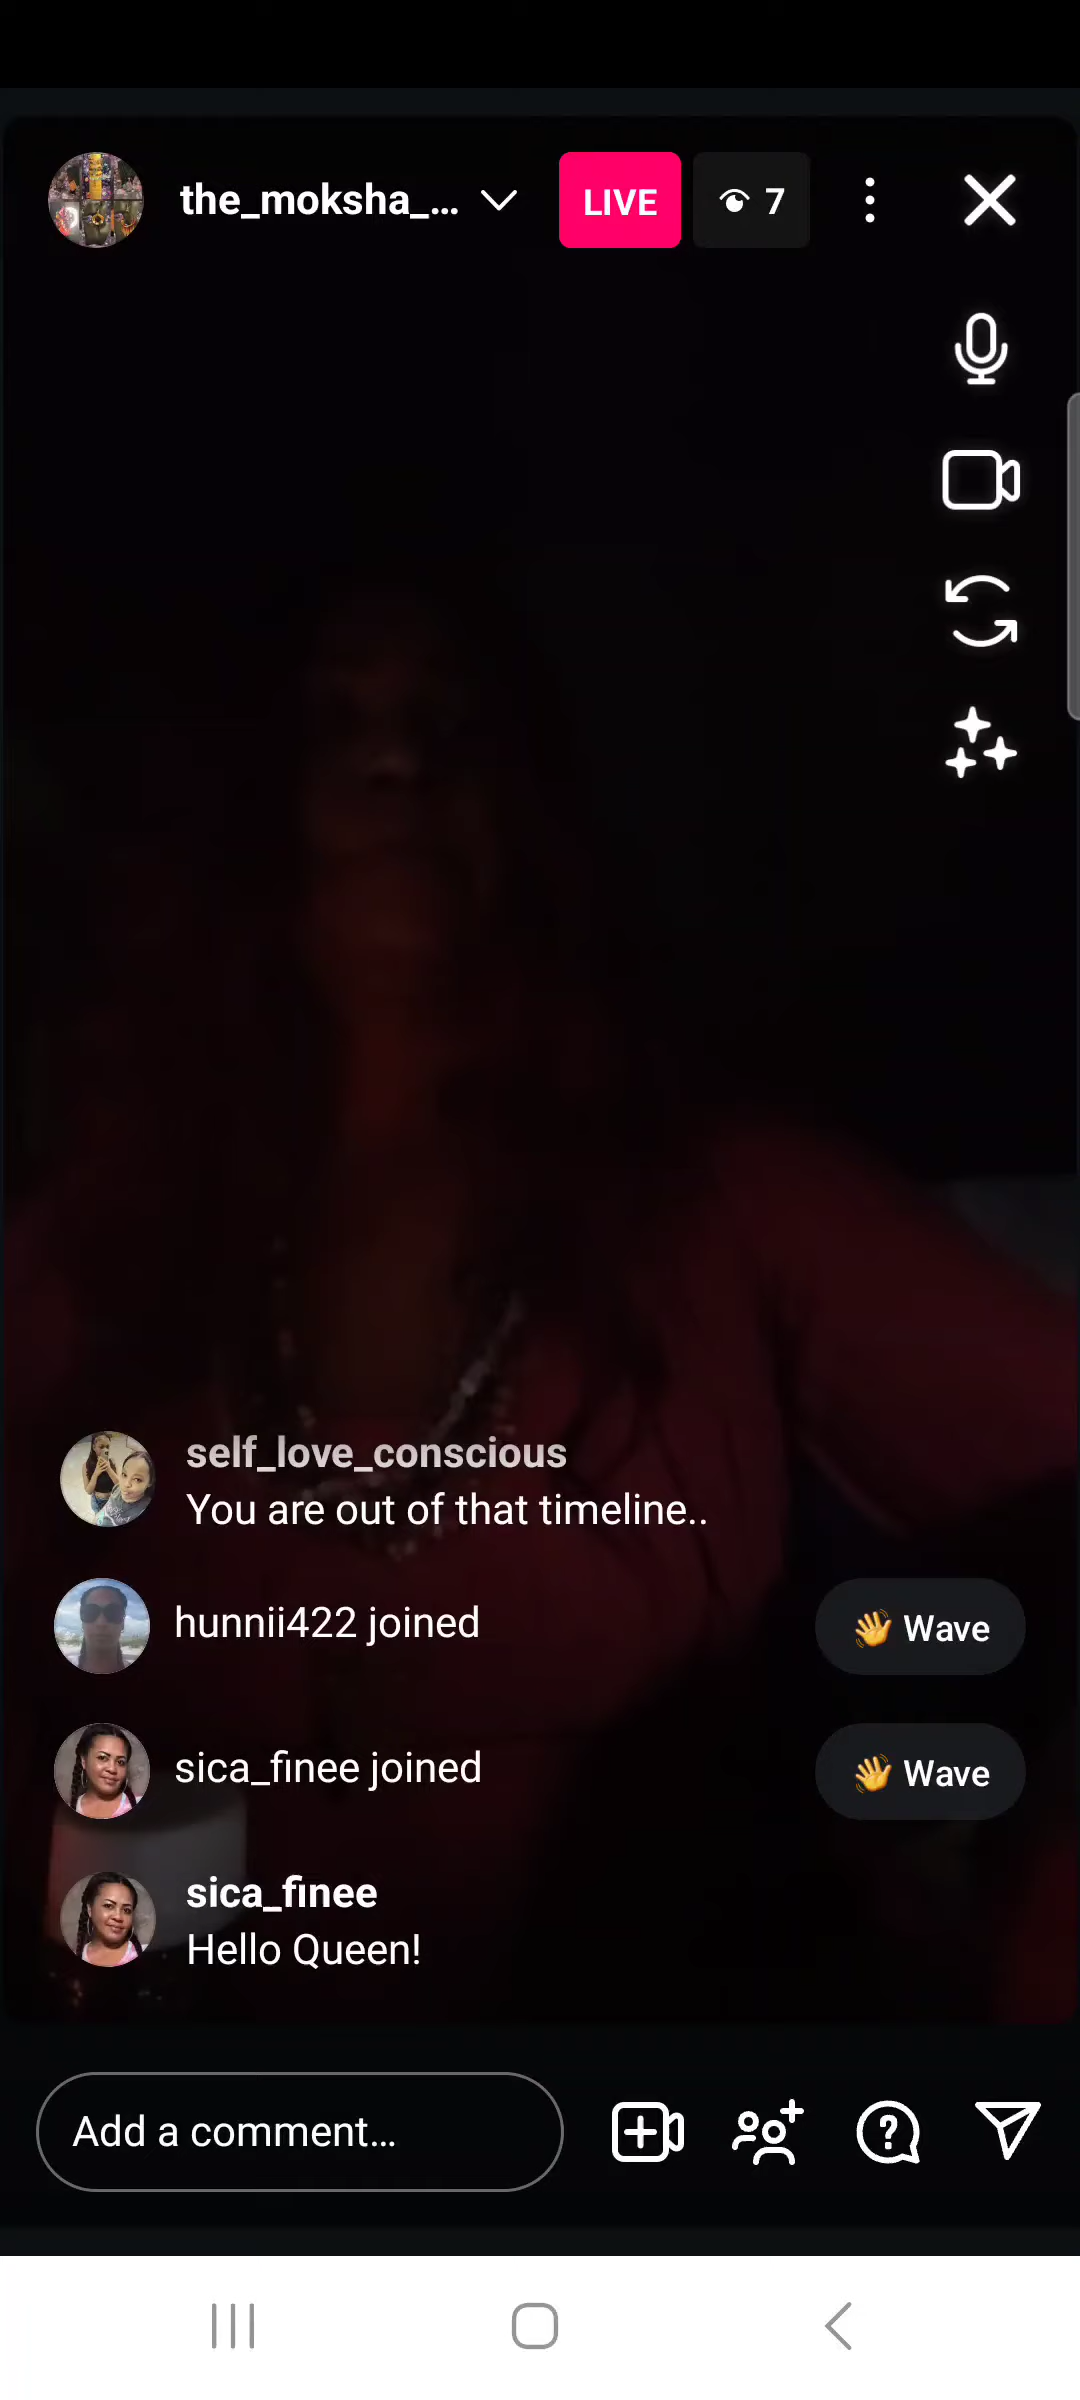 the_moksha_... LIVE 7
self_love_conscious
You are out of that timeline..
hunnii422 joined 👋 Wave
sica_finee joined 👋 Wave
sica_finee
Hello Queen!
Add a comment...